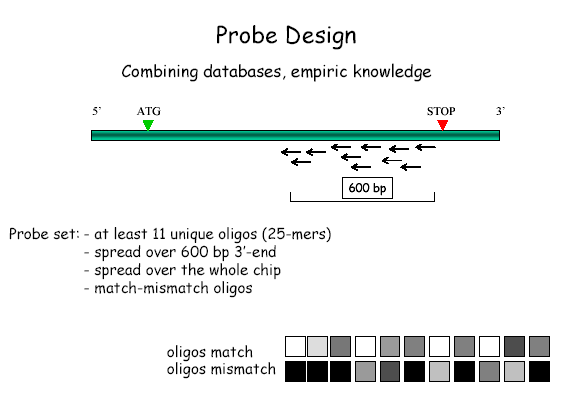 Probe Design
Combining databases, empiric knowledge
5' ATG STOP 3'
600 bp
Probe set: - at least 11 unique oligos (25-mers)
- spread over 600 bp 3'-end
- spread over the whole chip
- match-mismatch oligos
oligos match
oligos mismatch